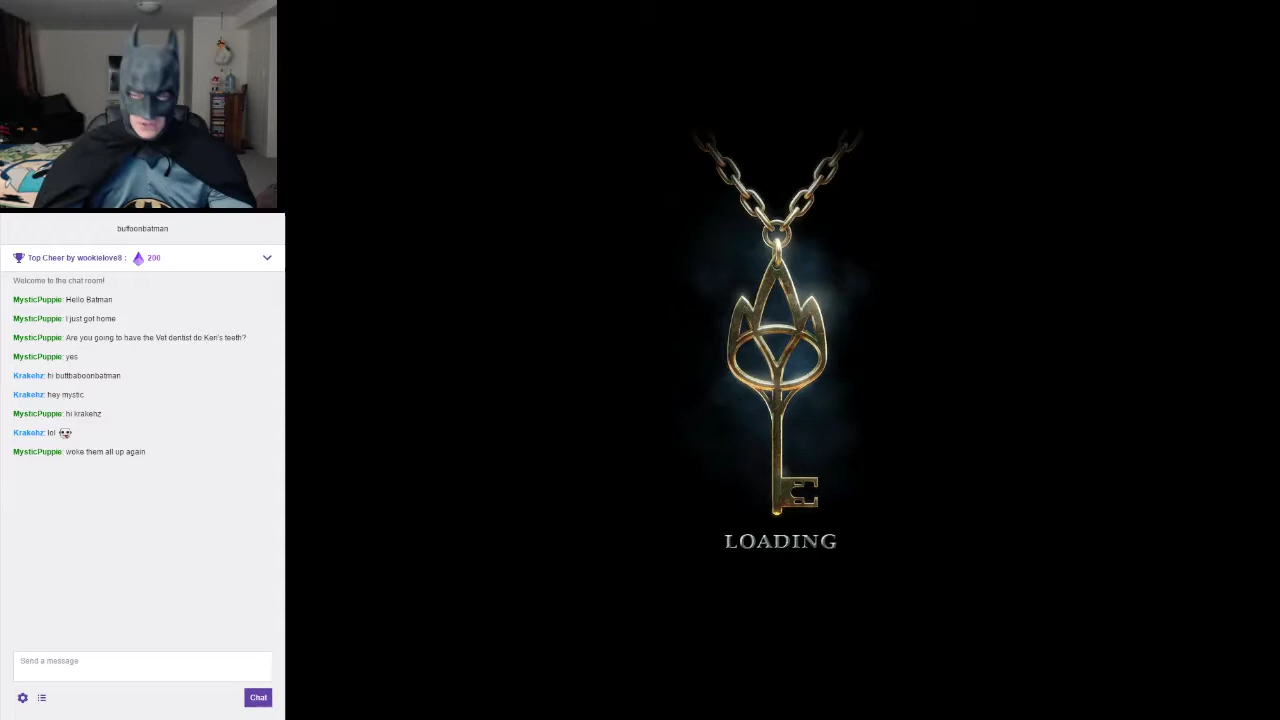 buffoonbatman
Top Cheer by wookielove8 : 200
Welcome to the chat room!
MysticPuppie: Hello Batman
MysticPuppie: I just got home
MysticPuppie: Are you going to have the Vet dentist do Ken's teeth?
MysticPuppie: yes
Krakehz: hi buttbaboonbatman
Krakehz: hey mystic
MysticPuppie: hi krakehz
Krakehz: lol
MysticPuppie: woke them all up again
Send a message
Chat
LOADING